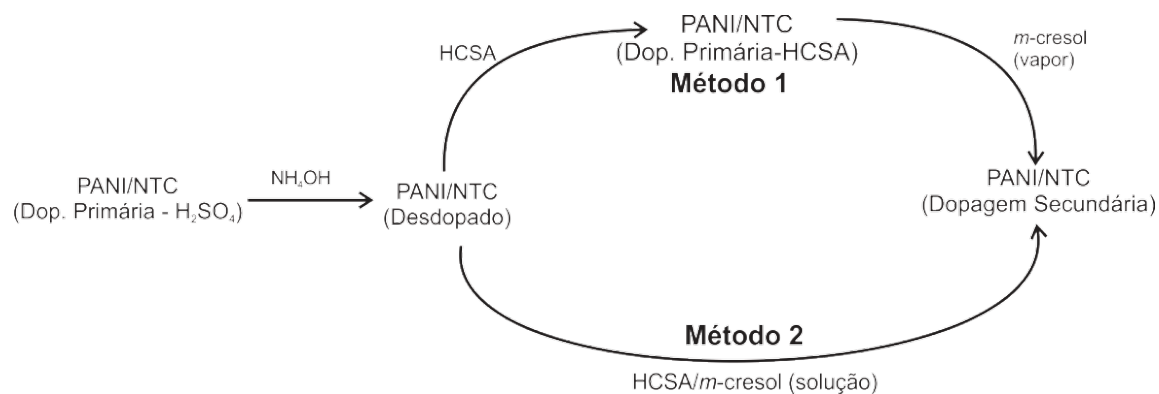 PANI/NTC
(Dop. Primária - H₂SO₄)
NH₄OH
PANI/NTC
(Desdopado)
HCSA
PANI/NTC
(Dop. Primária-HCSA)
Método 1
m-cresol
(vapor)
PANI/NTC
(Dopagem Secundária)
Método 2
HCSA/m-cresol (solução)